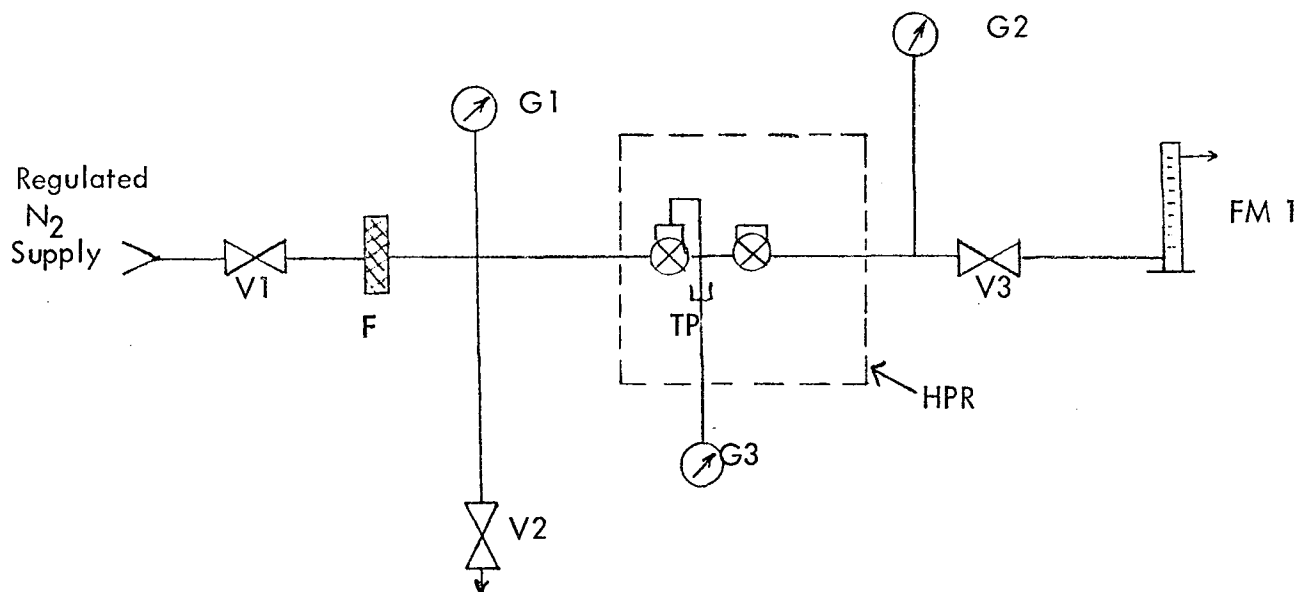 G2
G1
Regulated
N2
Supply
FM 1
V1
V3
F
TP
HPR
G3
V2